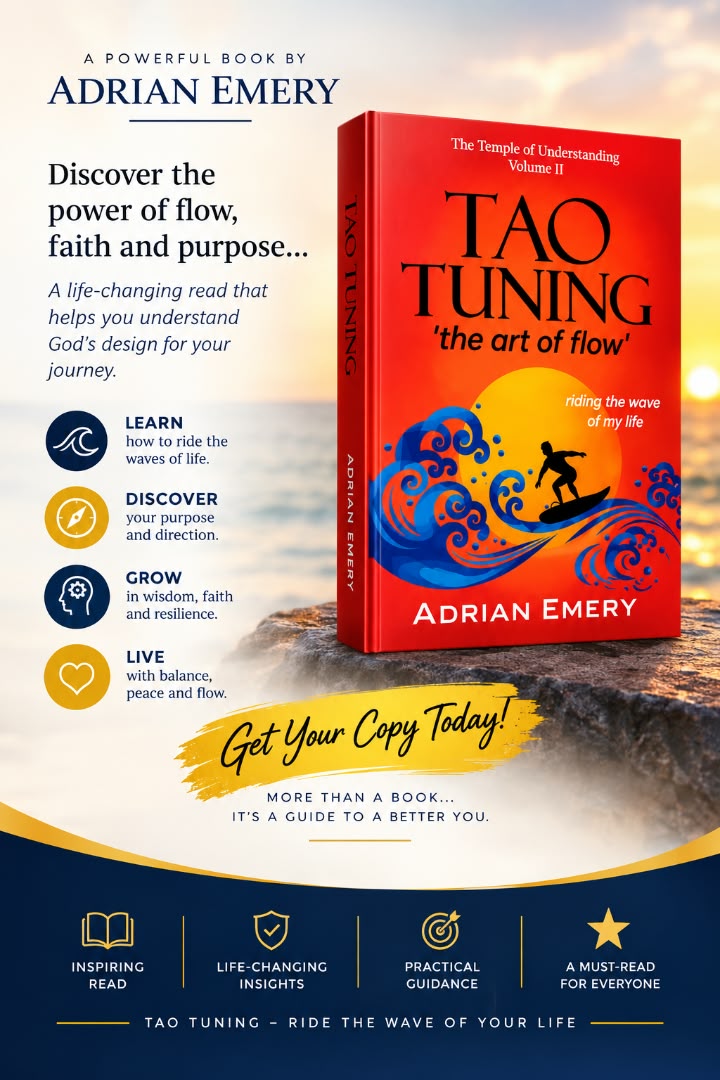 A POWERFUL BOOK BY
ADRIAN EMERY
Discover the
power of flow,
faith and purpose...
A life-changing read that
helps you understand
God's design for your
journey.
LEARN
how to ride the
waves of life.
DISCOVER
your purpose
and direction.
GROW
in wisdom, faith
and resilience.
LIVE
with balance,
peace and flow.
TAO TUNING
ADRIAN EMERY
The Temple of Understanding
Volume II
TAO
TUNING
'the art of flow'
riding the wave
of my life
ADRIAN EMERY
Get Your Copy Today!
MORE THAN A BOOK...
IT'S A GUIDE TO A BETTER YOU.
INSPIRING
READ
LIFE-CHANGING
INSIGHTS
PRACTICAL
GUIDANCE
A MUST-READ
FOR EVERYONE
TAO TUNING – RIDE THE WAVE OF YOUR LIFE